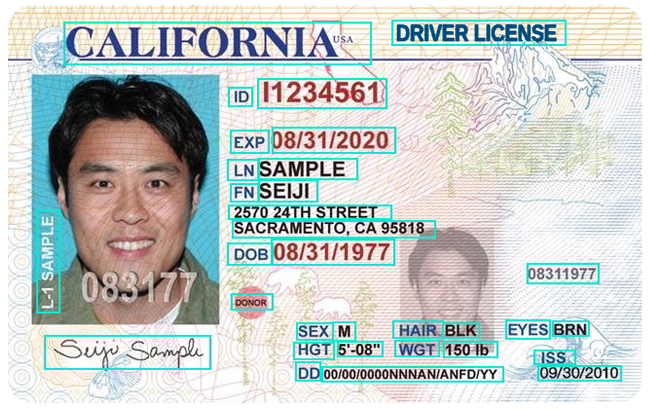 CALIFORNIA USA DRIVER LICENSE
ID I1234561
EXP 08/31/2020
LN SAMPLE
FN SEIJI
2570 24TH STREET
SACRAMENTO, CA 95818
DOB 08/31/1977
L-1 SAMPLE
083177
08311977
DONOR
Seiji Sample
SEX M HAIR BLK EYES BRN
HGT 5'-08" WGT 150 lb ISS
DD 00/00/0000NNNAN/ANFD/YY 09/30/2010